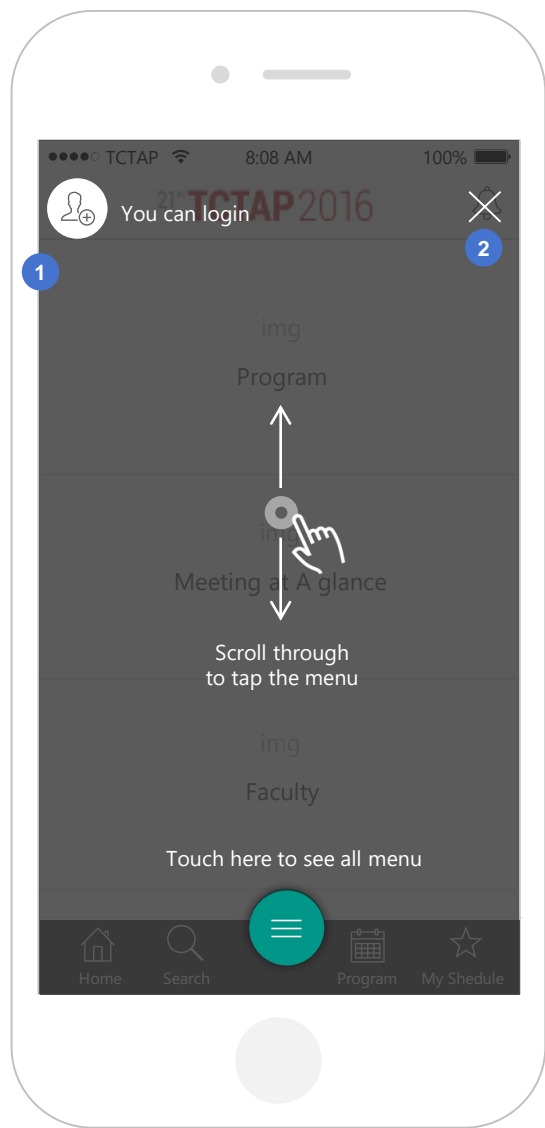 TCTAP 8:08 AM 100%
21st TCTAP 2016
You can login
1
2
img
Program
img
Meeting at A glance
Scroll through
to tap the menu
img
Faculty
Touch here to see all menu
Home Search Program My Shedule